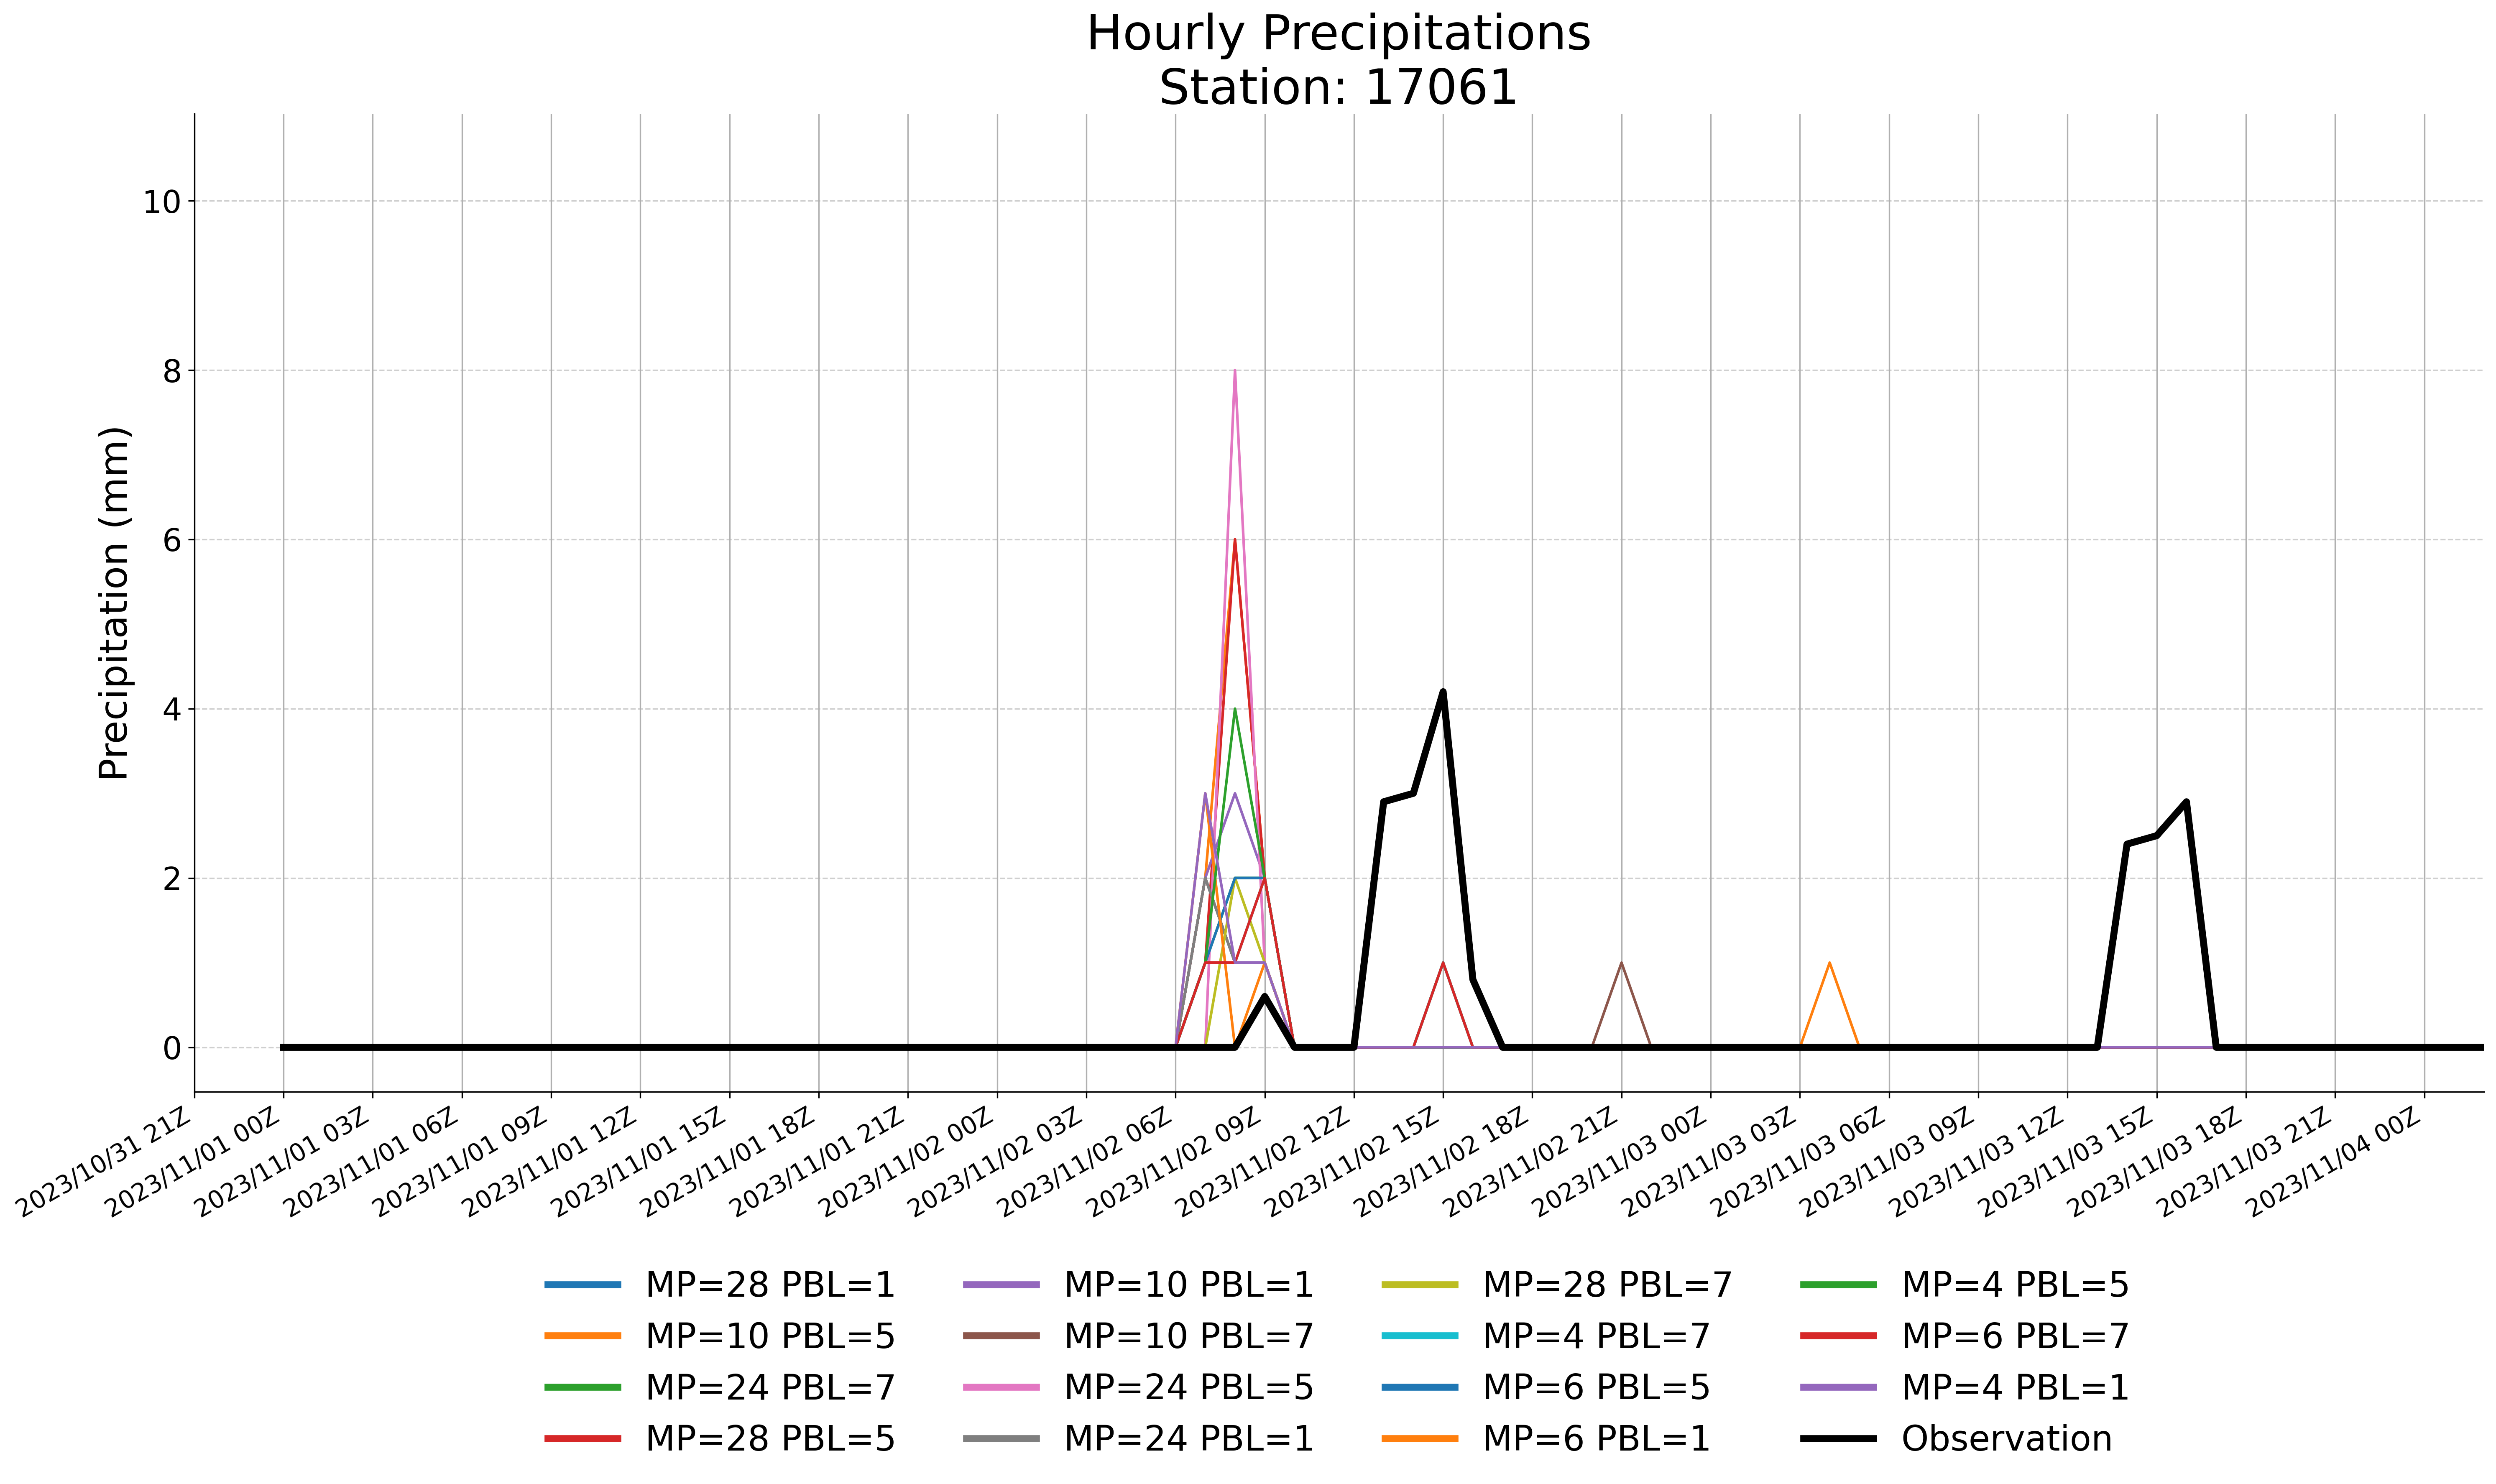 Hourly Precipitations
Station: 17061
Precipitation (mm)
10
8
6
4
2
0
2023/10/31 21Z
2023/11/01 00Z
2023/11/01 03Z
2023/11/01 06Z
2023/11/01 09Z
2023/11/01 12Z
2023/11/01 15Z
2023/11/01 18Z
2023/11/01 21Z
2023/11/02 00Z
2023/11/02 03Z
2023/11/02 06Z
2023/11/02 09Z
2023/11/02 12Z
2023/11/02 15Z
2023/11/02 18Z
2023/11/02 21Z
2023/11/03 00Z
2023/11/03 03Z
2023/11/03 06Z
2023/11/03 09Z
2023/11/03 12Z
2023/11/03 15Z
2023/11/03 18Z
2023/11/03 21Z
2023/11/04 00Z
MP=28 PBL=1
MP=10 PBL=5
MP=24 PBL=7
MP=28 PBL=5
MP=10 PBL=1
MP=10 PBL=7
MP=24 PBL=5
MP=24 PBL=1
MP=28 PBL=7
MP=4 PBL=7
MP=6 PBL=5
MP=6 PBL=1
MP=4 PBL=5
MP=6 PBL=7
MP=4 PBL=1
Observation